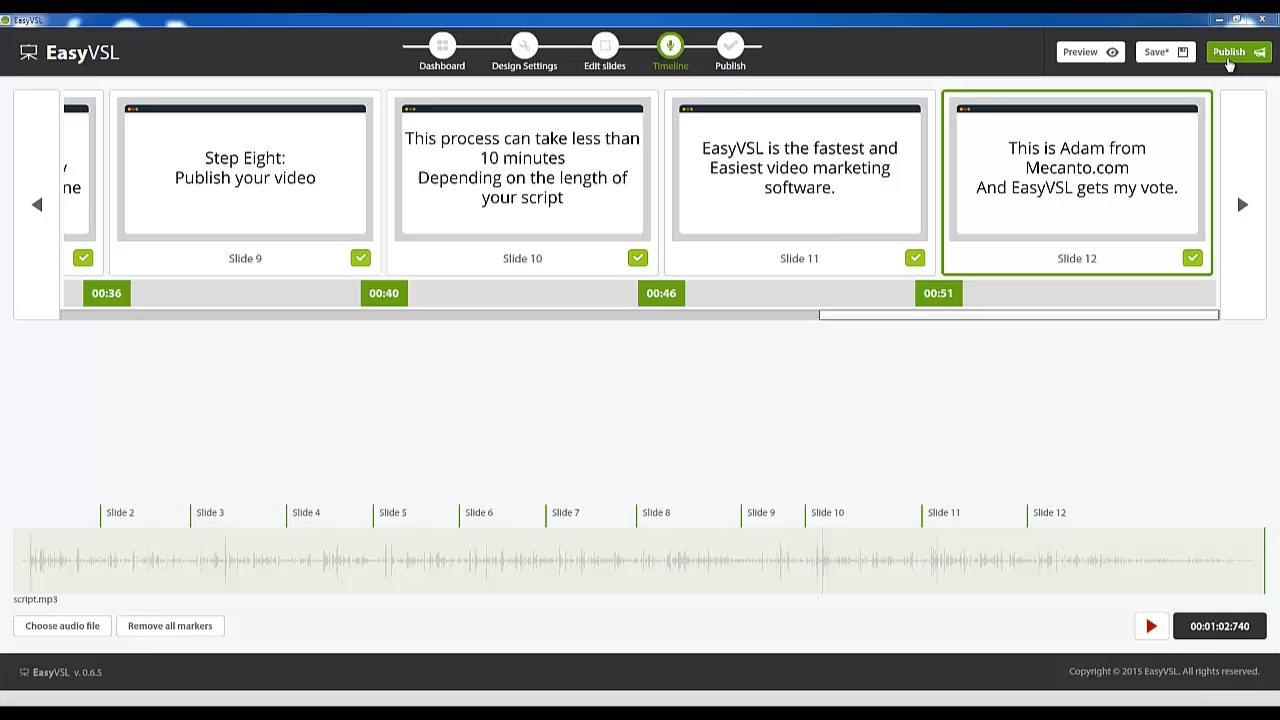 EasyVSL
EasyVSL
Dashboard
Design Settings
Edit slides
Timeline
Publish
Preview
Save*
Publish
y
ne
Step Eight:
Publish your video
Slide 9
This process can take less than
10 minutes
Depending on the length of
your script
Slide 10
EasyVSL is the fastest and
Easiest video marketing
software.
Slide 11
This is Adam from
Mecanto.com
And EasyVSL gets my vote.
Slide 12
00:36
00:40
00:46
00:51
Slide 2
Slide 3
Slide 4
Slide 5
Slide 6
Slide 7
Slide 8
Slide 9
Slide 10
Slide 11
Slide 12
script.mp3
Choose audio file
Remove all markers
00:01:02:740
EasyVSL v. 0.6.5
Copyright © 2015 EasyVSL. All rights reserved.